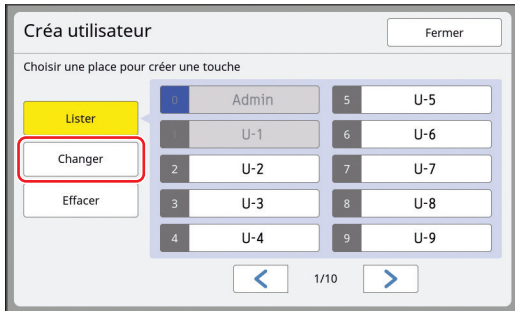 Créa utilisateur
Fermer
Choisir une place pour créer une touche
Lister
Changer
Effacer
0 Admin
1 U-1
2 U-2
3 U-3
4 U-4
5 U-5
6 U-6
7 U-7
8 U-8
9 U-9
1/10